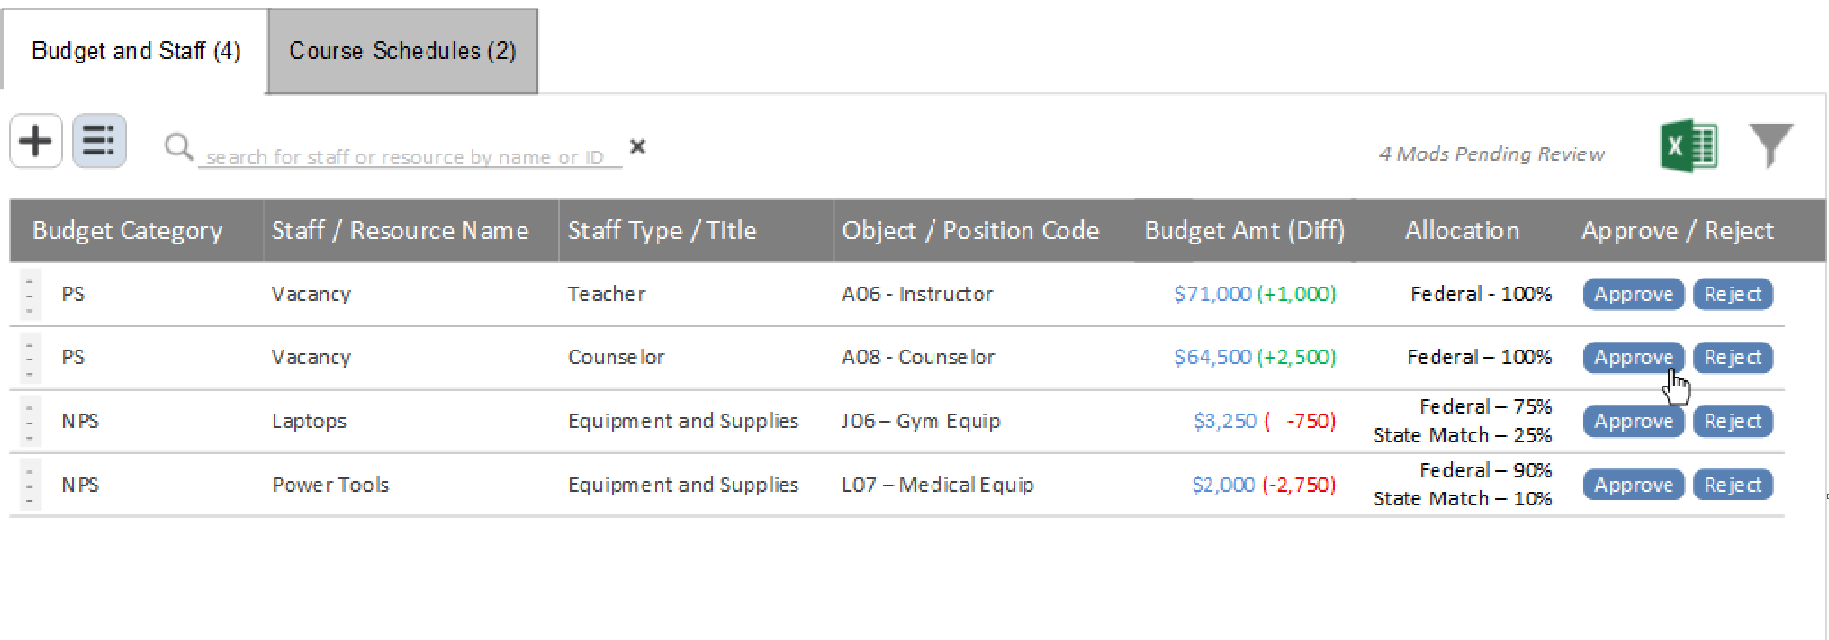 Budget and Staff (4) Course Schedules (2)
search for staff or resource by name or ID
4 Mods Pending Review
X
Budget Category Staff / Resource Name Staff Type / TItle Object / Position Code Budget Amt (Diff) Allocation Approve / Reject
PS Vacancy Teacher A06 - Instructor $71,000 (+1,000) Federal - 100% Approve Reject
PS Vacancy Counselor A08 - Counselor $64,500 (+2,500) Federal – 100% Approve Reject
NPS Laptops Equipment and Supplies J06 – Gym Equip $3,250 ( -750) Federal – 75% Approve Reject
State Match – 25%
NPS Power Tools Equipment and Supplies L07 – Medical Equip $2,000 (-2,750) Federal – 90% Approve Reject
State Match – 10%